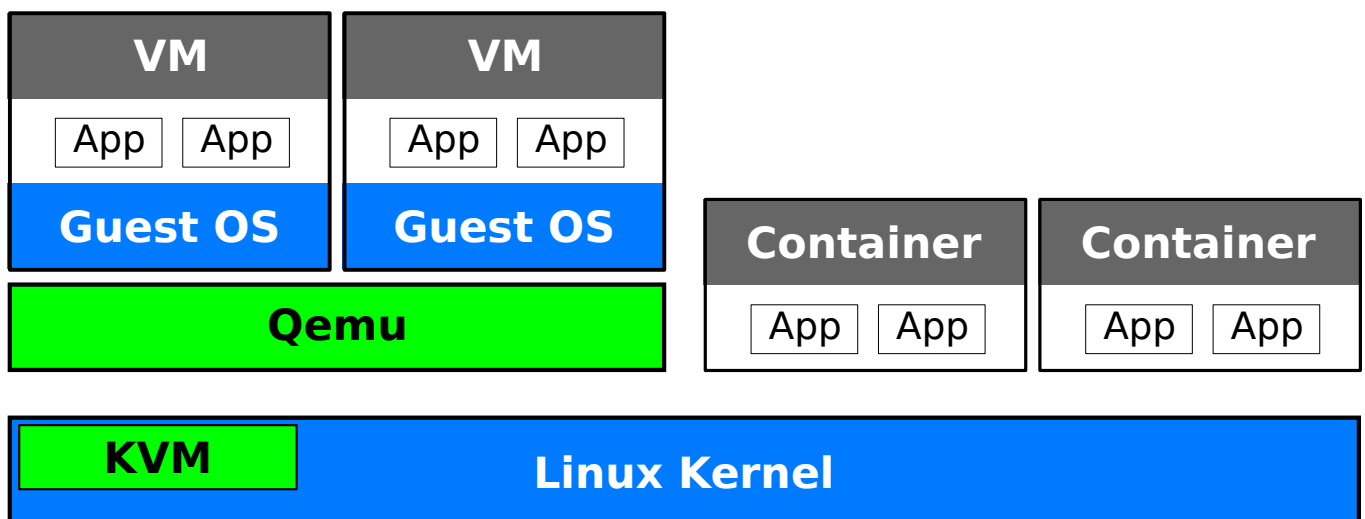 VM
App App
Guest OS
VM
App App
Guest OS
Qemu
Container
App App
Container
App App
KVM
Linux Kernel